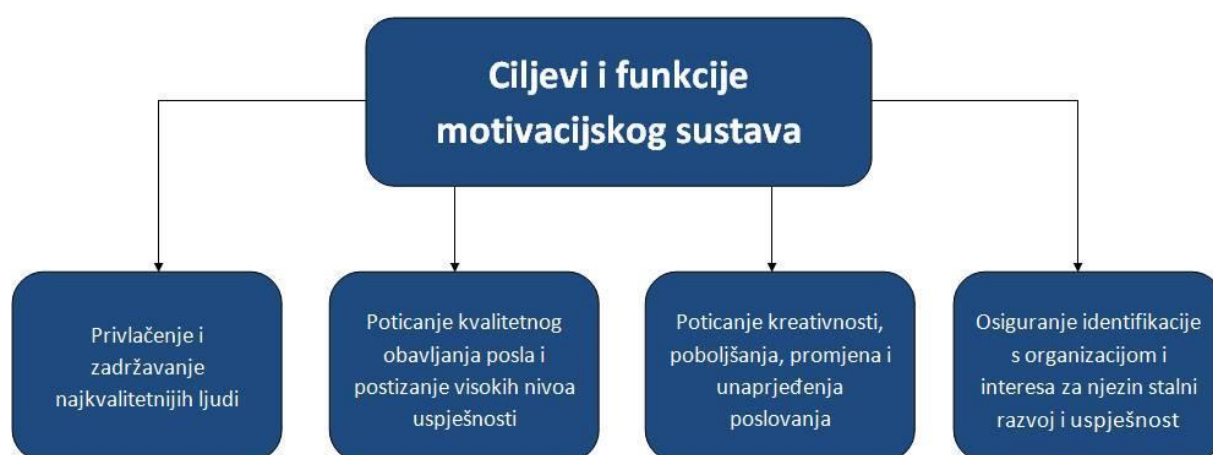 Ciljevi i funkcije
motivacijskog sustava
Privlačenje i
zadržavanje
najkvalitetnijih ljudi
Poticanje kvalitetnog
obavljanja posla i
postizanje visokih nivoa
uspješnosti
Poticanje kreativnosti,
poboljšanja, promjena i
unaprjeđenja
poslovanja
Osiguranje identifikacije
s organizacijom i
interesa za njezin stalni
razvoj i uspješnost